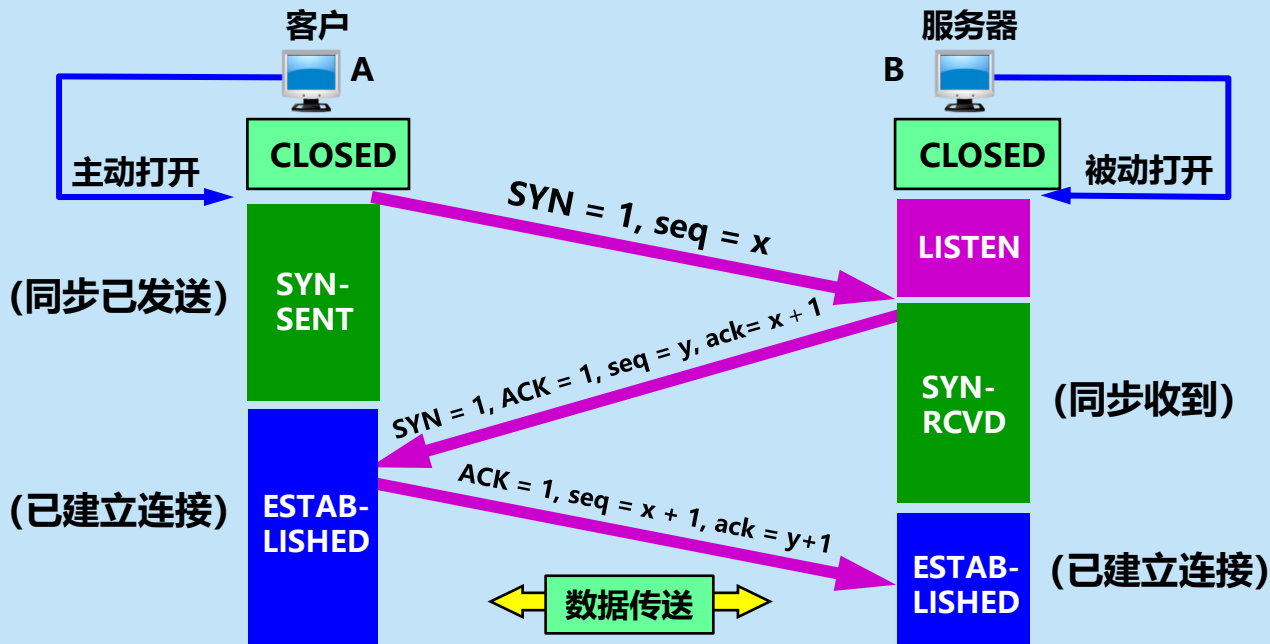 客户
服务器
A
B
CLOSED
CLOSED
主动打开
被动打开
SYN = 1, seq = x
LISTEN
(同步已发送)
SYN-
SENT
SYN = 1, ACK = 1, seq = y, ack= x + 1
SYN-
RCVD
(同步收到)
ACK = 1, seq = x + 1, ack = y+1
(已建立连接)
ESTAB-
LISHED
ESTAB-
LISHED
(已建立连接)
数据传送